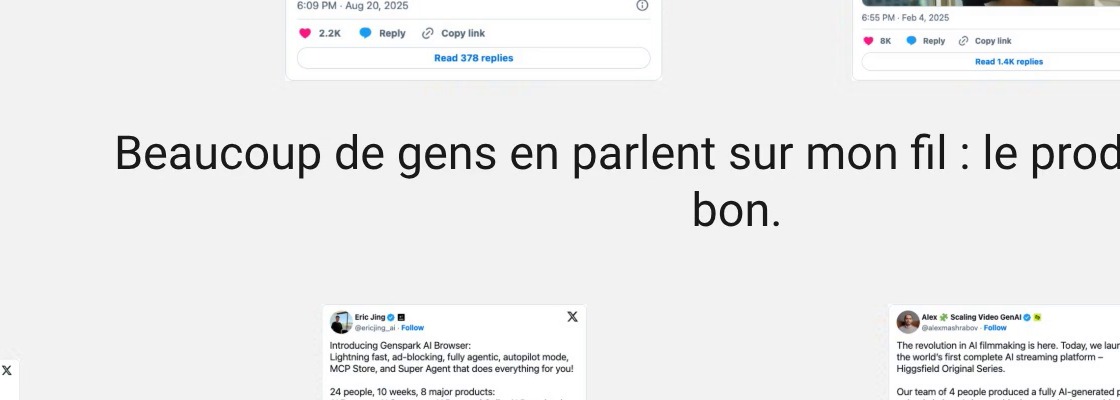 6:09 PM · Aug 20, 2025
2.2K Reply Copy link
Read 378 replies
6:55 PM · Feb 4, 2025
8K Reply Copy link
Read 1.4K replies
Beaucoup de gens en parlent sur mon fil : le prod
bon.
Eric Jing
@ericjing_ai · Follow
Introducing Genspark AI Browser:
Lightning fast, ad-blocking, fully agentic, autopilot mode,
MCP Store, and Super Agent that does everything for you!
24 people, 10 weeks, 8 major products:
Alex Scaling Video GenAI
@alexmashrabov · Follow
The revolution in AI filmmaking is here. Today, we laun
the world's first complete AI streaming platform –
Higgsfield Original Series.
Our team of 4 people produced a fully AI-generated p